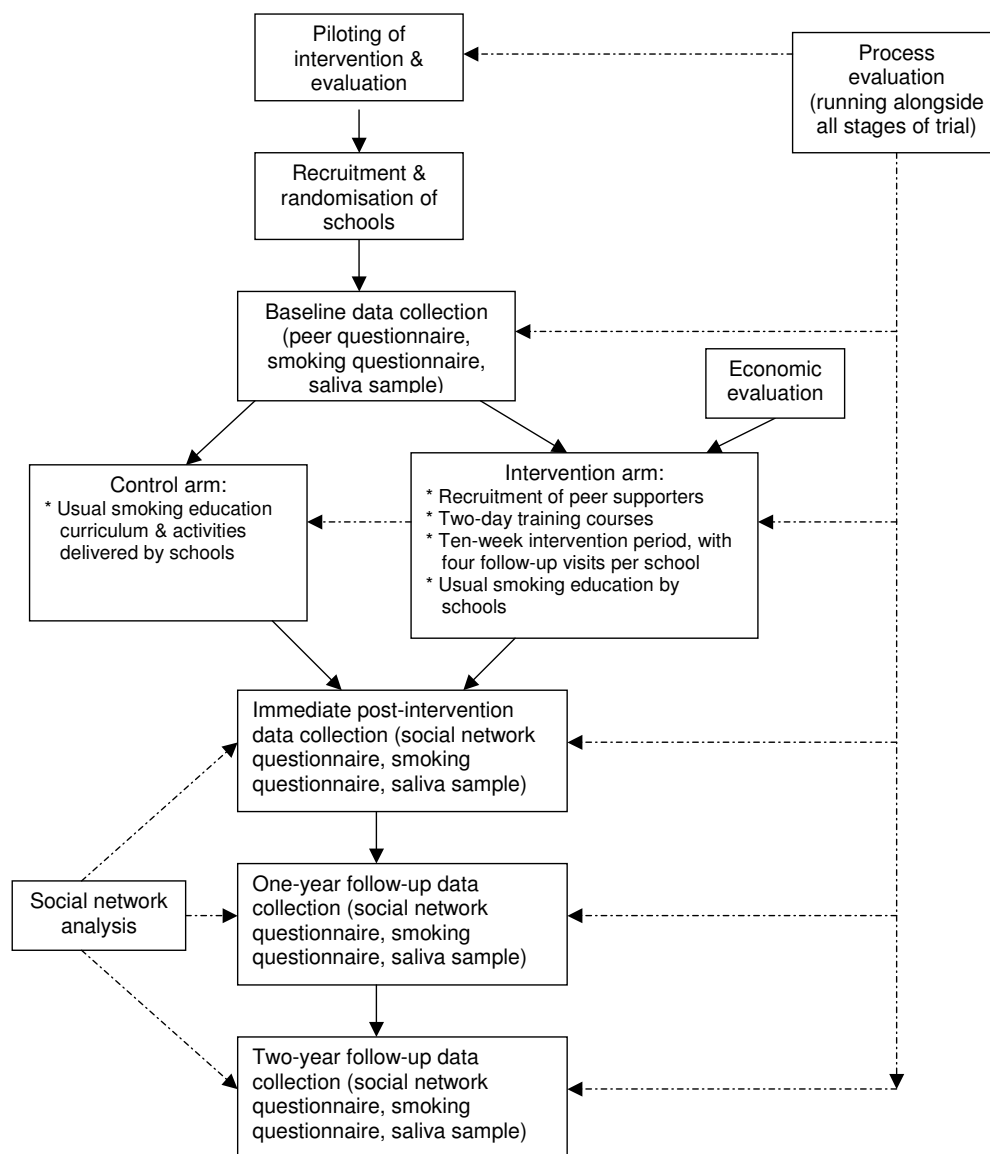 Piloting of
intervention &
evaluation
Process
evaluation
(running alongside
all stages of trial)
Recruitment &
randomisation of
schools
Baseline data collection
(peer questionnaire,
smoking questionnaire,
saliva sample)
Economic
evaluation
Control arm:
* Usual smoking education
curriculum & activities
delivered by schools
Intervention arm:
* Recruitment of peer supporters
* Two-day training courses
* Ten-week intervention period, with
four follow-up visits per school
* Usual smoking education by
schools
Immediate post-intervention
data collection (social network
questionnaire, smoking
questionnaire, saliva sample)
Social network
analysis
One-year follow-up data
collection (social network
questionnaire, smoking
questionnaire, saliva sample)
Two-year follow-up data
collection (social network
questionnaire, smoking
questionnaire, saliva sample)